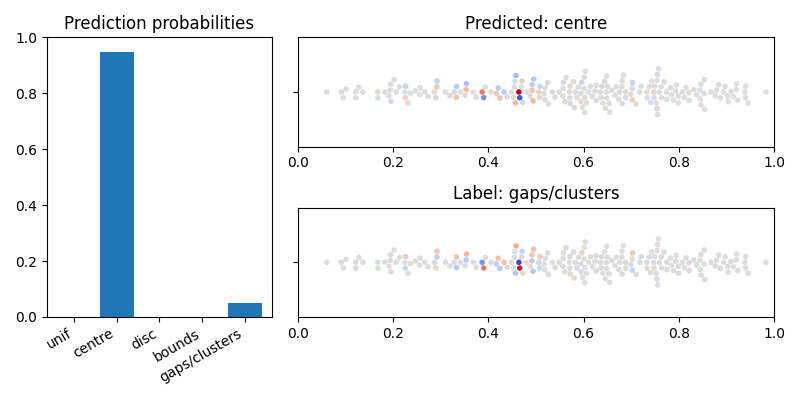 Prediction probabilities
1.0
0.8
0.6
0.4
0.2
0.0
unif
centre
disc
bounds
gaps/clusters
Predicted: centre
0.0 0.2 0.4 0.6 0.8 1.0
Label: gaps/clusters
0.0 0.2 0.4 0.6 0.8 1.0